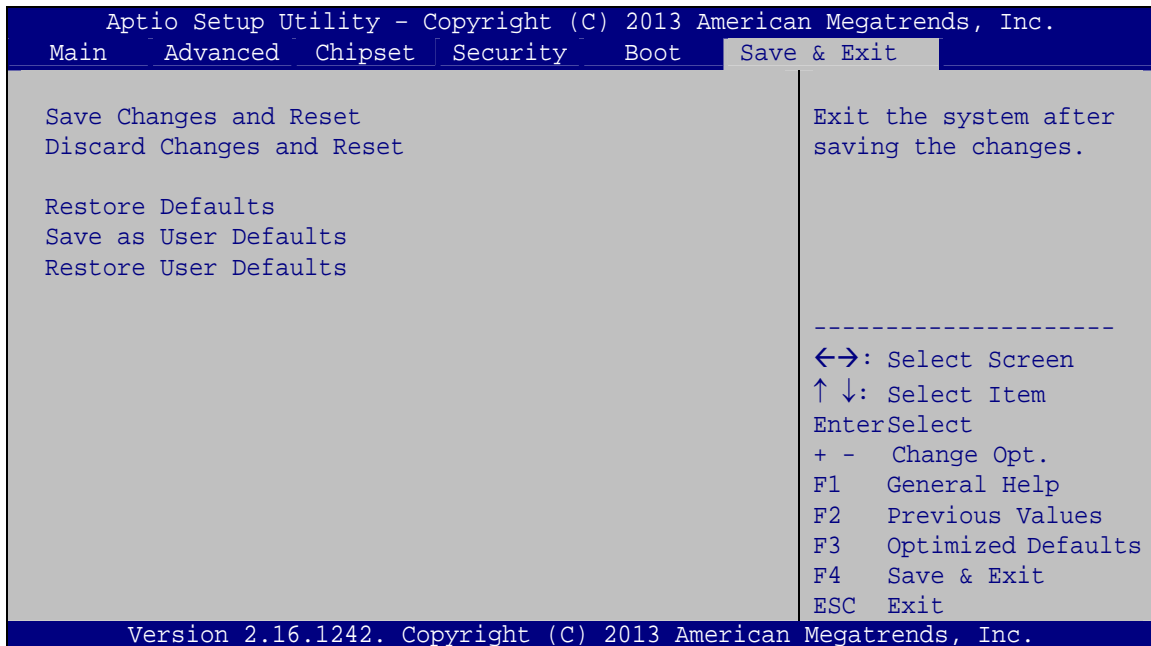 Aptio Setup Utility – Copyright (C) 2013 American Megatrends, Inc.
Main Advanced Chipset Security Boot Save & Exit
Save Changes and Reset
Discard Changes and Reset
Restore Defaults
Save as User Defaults
Restore User Defaults
Exit the system after
saving the changes.
---------------------
←→: Select Screen
↑ ↓: Select Item
EnterSelect
+ - Change Opt.
F1 General Help
F2 Previous Values
F3 Optimized Defaults
F4 Save & Exit
ESC Exit
Version 2.16.1242. Copyright (C) 2013 American Megatrends, Inc.